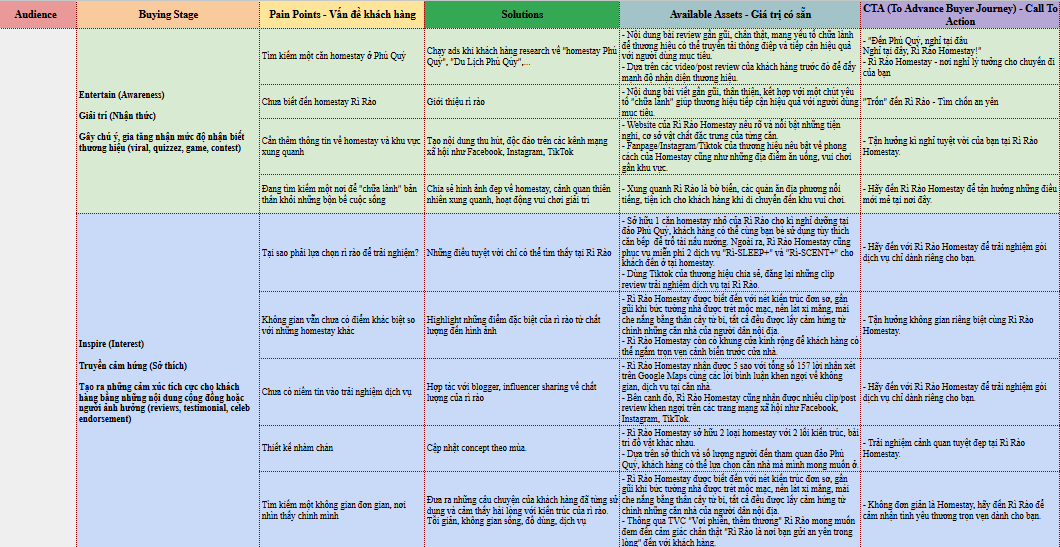 Audience
Buying Stage
Pain Points - Vấn đề khách hàng
Solutions
Available Assets - Giá trị có sẵn
CTA (To Advance Buyer Journey) - Call To
Action
Entertain (Awareness)
Giải trí (Nhận thức)
Gây chú ý, gia tăng nhận mức độ nhận biết
thương hiệu (viral, quizzez, game, contest)
Tìm kiếm một căn homestay ở Phú Quý
Chạy ads khi khách hàng research về "homestay Phú
Quý", "Du Lịch Phú Qúy",...
- Nội dung bài review gần gũi, chân thật, mang yếu tố chữa lành
để thương hiệu có thể truyền tải thông điệp và tiếp cận hiệu quả
với người dùng mục tiêu.
- Dựa trên các video/post review của khách hàng trước đó để đẩy
mạnh độ nhận diện thương hiệu.
- "Đến Phú Quý, nghỉ tại đâu
Nghỉ tại đây, Rì Rào Homestay!"
- Rì Rào Homestay - nơi nghỉ lý tưởng cho chuyến đi
của bạn
Chưa biết đến homestay Rì Rào
Giới thiệu rì rào
- Nội dung bài viết gần gũi, thân thiện, kết hợp với một chút yếu
tố "chữa lành" giúp thương hiệu tiếp cận hiệu quả với người dùng
mục tiêu.
"Trốn" đến Rì Rào - Tìm chốn an yên
Cần thêm thông tin về homestay và khu vực
xung quanh
Tạo nội dung thu hút, độc đáo trên các kênh mạng
xã hội như Facebook, Instagram, TikTok
- Website của Rì Rào Homestay nêu rõ và nổi bật những tiện
nghi, cơ sở vật chất đặc trưng của từng căn.
- Fanpage/Instagram/Tiktok của thương hiệu nêu bật về phong
cách của Homestay cũng như những địa điểm ăn uống, vui chơi
gần khu vực.
- Tận hưởng kì nghỉ tuyệt vời của bạn tại Rì Rào
Homestay.
Đang tìm kiếm một nơi để "chữa lành" bản
thân khỏi những bộn bề cuộc sống
Chia sẻ hình ảnh đẹp về homestay, cảnh quan thiên
nhiên xung quanh, hoạt động vui chơi giải trí
- Xung quanh Rì Rào là bờ biển, các quán ăn địa phương nổi
tiếng, tiện ích cho khách hàng khi di chuyển đến khu vui chơi.
- Hãy đến Rì Rào Homestay để tận hưởng những điều
mới mẻ tại nơi đây.
Inspire (Interest)
Truyền cảm hứng (Sở thích)
Tạo ra những cảm xúc tích cực cho khách
hàng bằng những nội dung cộng đồng hoặc
người ảnh hưởng (reviews, testimonial, celeb
endorsement)
Tại sao phải lựa chọn rì rào để trải nghiệm?
Những điều tuyệt vời chỉ có thể tìm thấy tại Rì Rào
- Sở hữu 1 căn homestay nhỏ của Rì Rào cho kì nghỉ dưỡng tại
đảo Phú Quý, khách hàng có thể cùng bạn bè sử dụng tùy thích
căn bếp để trổ tài nấu nướng. Ngoài ra, Rì Rào Homestay cũng
phục vụ miễn phí 2 dịch vụ "Ri-SLEEP+" và "Ri-SCENT+" cho
khách đến ở tại homestay.
- Dùng Tiktok của thương hiệu chia sẻ, đăng lại những clip
review trải nghiệm dịch vụ tại Rì Rào.
- Hãy đến với Rì Rào Homestay để trải nghiệm gói
dịch vụ chỉ dành riêng cho bạn.
Không gian vẫn chưa có điểm khác biệt so
với những homestay khác
Highlight những điểm đặc biệt của rì rào từ chất
lượng đến hình ảnh
- Rì Rào Homestay được biết đến với nét kiến trúc đơn sơ, gần
gũi khi bức tường nhà được trét mộc mạc, nền lát xi măng, mái
che nắng bằng thân cây từ bi, tất cả đều được lấy cảm hứng từ
chính những căn nhà của người dân nội địa.
- Rì Rào Homestay còn có khung cửa kính rộng để khách hàng có
thể ngắm trọn vẹn cảnh biển trước cửa nhà.
- Tận hưởng không gian riêng biệt cùng Rì Rào
Homestay.
Chưa có niềm tin vào trải nghiệm dịch vụ
Hợp tác với blogger, influencer sharing về chất
lượng của rì rào
- Rì Rào Homestay nhận được 5 sao với tổng số 157 lời nhận xét
trên Google Maps cùng các lời bình luận khen ngợi về không
gian, dịch vụ tại căn nhà.
- Bên cạnh đó, Rì Rào Homestay cũng nhận được nhiều clip/post
review khen ngợi trên các trang mạng xã hội như Facebook,
Instagram, TikTok.
- Hãy đến với Rì Rào Homestay để trải nghiệm gói
dịch vụ chỉ dành riêng cho bạn.
Thiết kế nhàm chán
Cập nhật concept theo mùa.
- Rì Rào Homestay sở hữu 2 loại homestay với 2 lối kiến trúc, bài
trí đồ vật khác nhau.
- Dựa trên sở thích và số lượng người đến tham quan đảo Phú
Quý, khách hàng có thể lựa chọn căn nhà mà mình mong muốn ở.
- Trải nghiệm cảnh quan tuyệt đẹp tại Rì Rào
Homestay.
Tìm kiếm một không gian đơn giản, nơi
nhìn thấy chính mình
Đưa ra những câu chuyện của khách hàng đã từng sử
dụng và cảm thấy hài lòng với kiến trúc của rì rào.
Tối giản, không gian sống, đồ dùng, dịch vụ
- Rì Rào Homestay được biết đến với nét kiến trúc đơn sơ, gần
gũi khi bức tường nhà được trét mộc mạc, nền lát xi măng, mái
che nắng bằng thân cây từ bi, tất cả đều được lấy cảm hứng từ
chính những căn nhà của người dân nội địa.
- Thông qua TVC "Vơi phiền, thêm thương" Rì Rào mong muốn
đem đến cảm giác chân thật "Rì Rào là nơi bạn gửi an yên trong
lòng" đến với khách hàng.
- Không đơn giản là Homestay, hãy đến Rì Rào để
cảm nhận tình yêu thương trọn vẹn dành cho bạn.